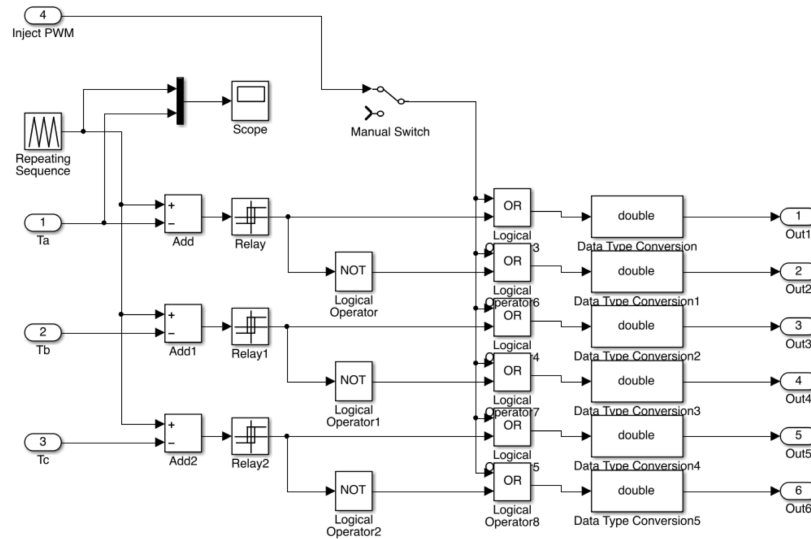 4
Inject PWM
Scope
Manual Switch
Repeating
Sequence
+
−
1
Ta
Add
Relay
OR
Logical
double
Data Type Conversion
1
Out1
NOT
Logical
Operator
OR
Logical
Operator6
double
Data Type Conversion1
2
Out2
+
−
2
Tb
Add1
Relay1
OR
Logical
double
Data Type Conversion2
3
Out3
NOT
Logical
Operator1
OR
Logical
Operator7
double
Data Type Conversion3
4
Out4
+
−
3
Tc
Add2
Relay2
OR
Logical
double
Data Type Conversion4
5
Out5
NOT
Logical
Operator2
OR
Logical
Operator8
double
Data Type Conversion5
6
Out6